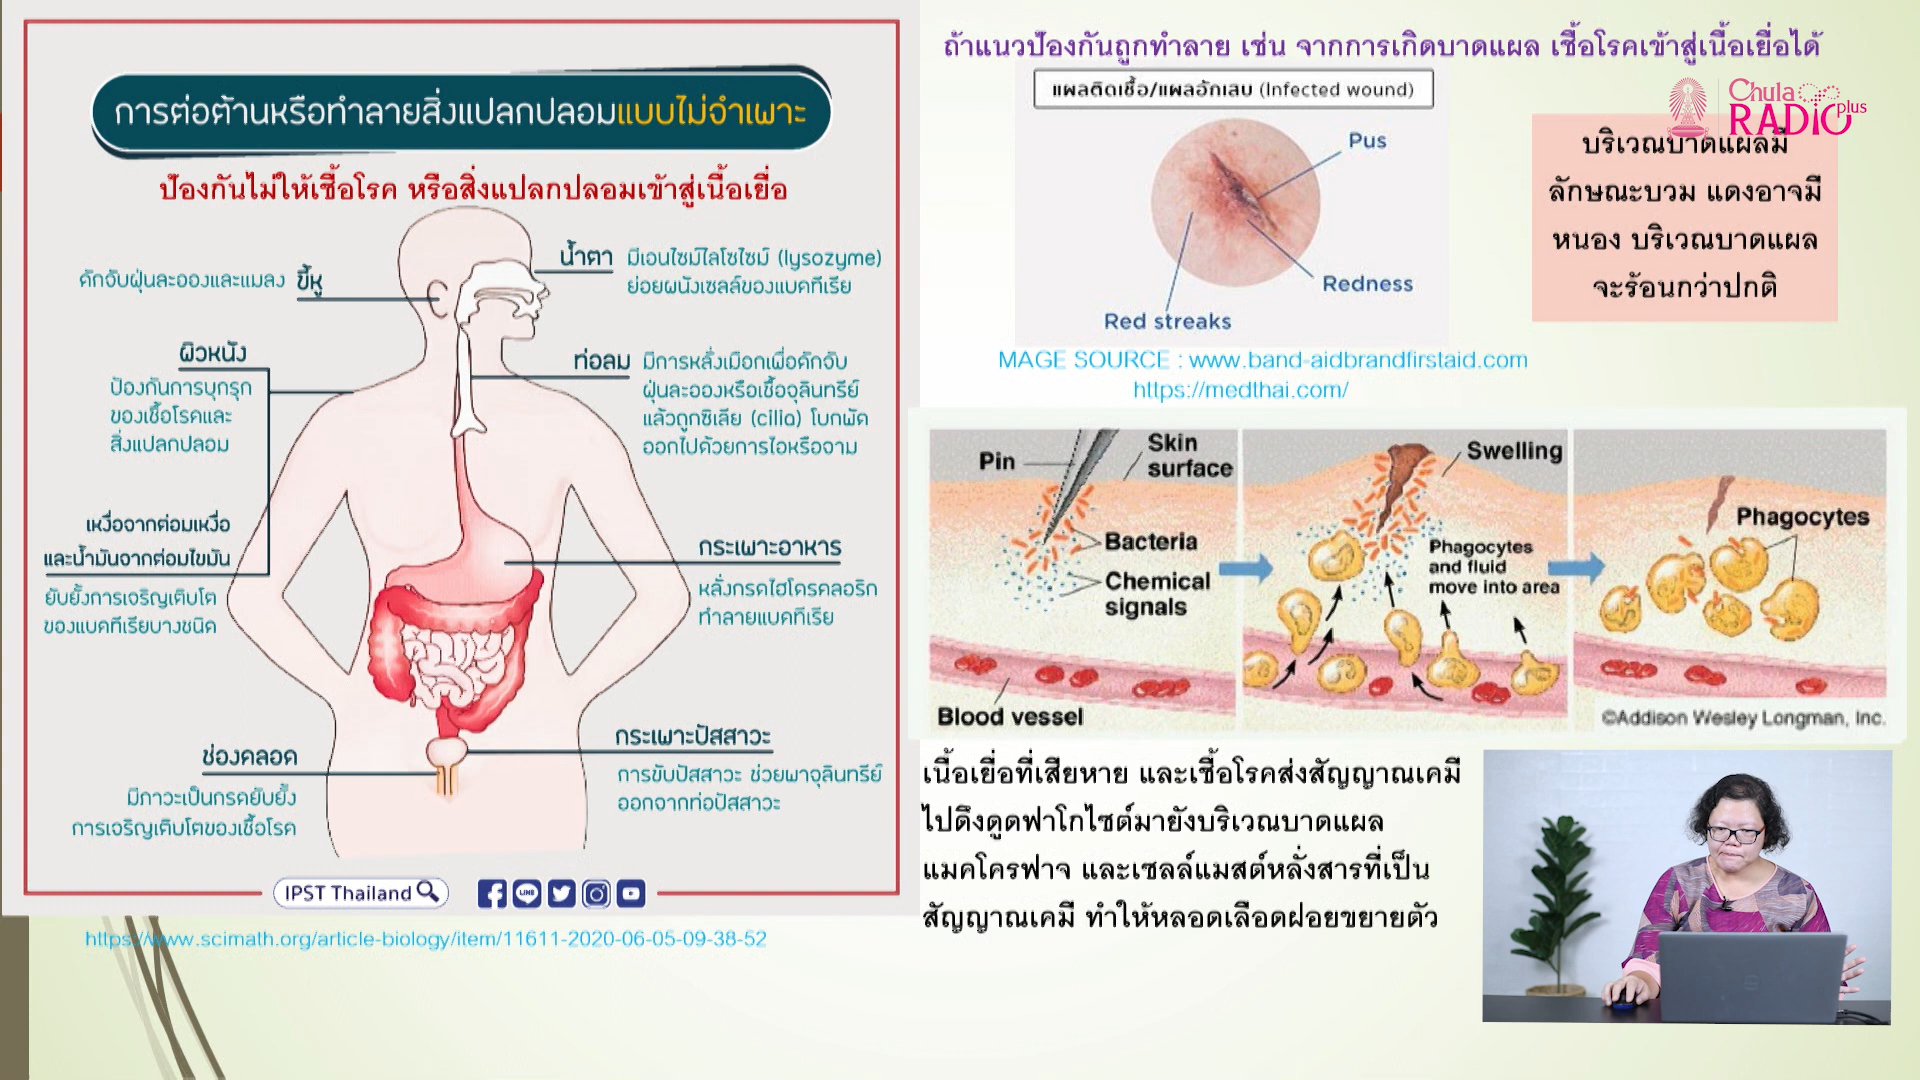 การต่อต้านหรือทำลายสิ่งแปลกปลอมแบบไม่จำเพาะ
ป้องกันไม่ให้เชื้อโรค หรือสิ่งแปลกปลอมเข้าสู่เนื้อเยื่อ
ดักจับฝุ่นละอองและแมลง ขี้หู
น้ำตา มีเอนไซม์ไลโซไซม์ (lysozyme)
ย่อยผนังเซลล์ของแบคทีเรีย
ผิวหนัง
ป้องกันการบุกรุก
ของเชื้อโรคและ
สิ่งแปลกปลอม
ท่อลม มีการหลั่งเมือกเพื่อดักจับ
ฝุ่นละอองหรือเชื้อจุลินทรีย์
แล้วถูกซิเลีย (cilia) โบกพัด
ออกไปด้วยการไอหรือจาม
เหงื่อจากต่อมเหงื่อ
และน้ำมันจากต่อมไขมัน
ยับยั้งการเจริญเติบโต
ของแบคทีเรียบางชนิด
กระเพาะอาหาร
หลั่งกรดไฮโดรคลอริก
ทำลายแบคทีเรีย
ช่องคลอด
มีภาวะเป็นกรดยับยั้ง
การเจริญเติบโตของเชื้อโรค
กระเพาะปัสสาวะ
การขับปัสสาวะ ช่วยพาจุลินทรีย์
ออกจากท่อปัสสาวะ
IPST Thailand
LINE
https://www.scimath.org/article-biology/item/11611-2020-06-05-09-38-52
ถ้าแนวป้องกันถูกทำลาย เช่น จากการเกิดบาดแผล เชื้อโรคเข้าสู่เนื้อเยื่อได้
แผลติดเชื้อ/แผลอักเสบ (Infected wound)
Pus
Redness
Red streaks
Chula
RADIO plus
บริเวณบาดแผลมี
ลักษณะบวม แดงอาจมี
หนอง บริเวณบาดแผล
จะร้อนกว่าปกติ
MAGE SOURCE : www.band-aidbrandfirstaid.com
https://medthai.com/
Pin
Skin
surface
Bacteria
Chemical
signals
Blood vessel
Swelling
Phagocytes
and fluid
move into area
Phagocytes
©Addison Wesley Longman, Inc.
เนื้อเยื่อที่เสียหาย และเชื้อโรคส่งสัญญาณเคมี
ไปดึงดูดฟาโกไซต์มายังบริเวณบาดแผล
แมคโครฟาจ และเซลล์แมสต์หลั่งสารที่เป็น
สัญญาณเคมี ทำให้หลอดเลือดฝอยขยายตัว